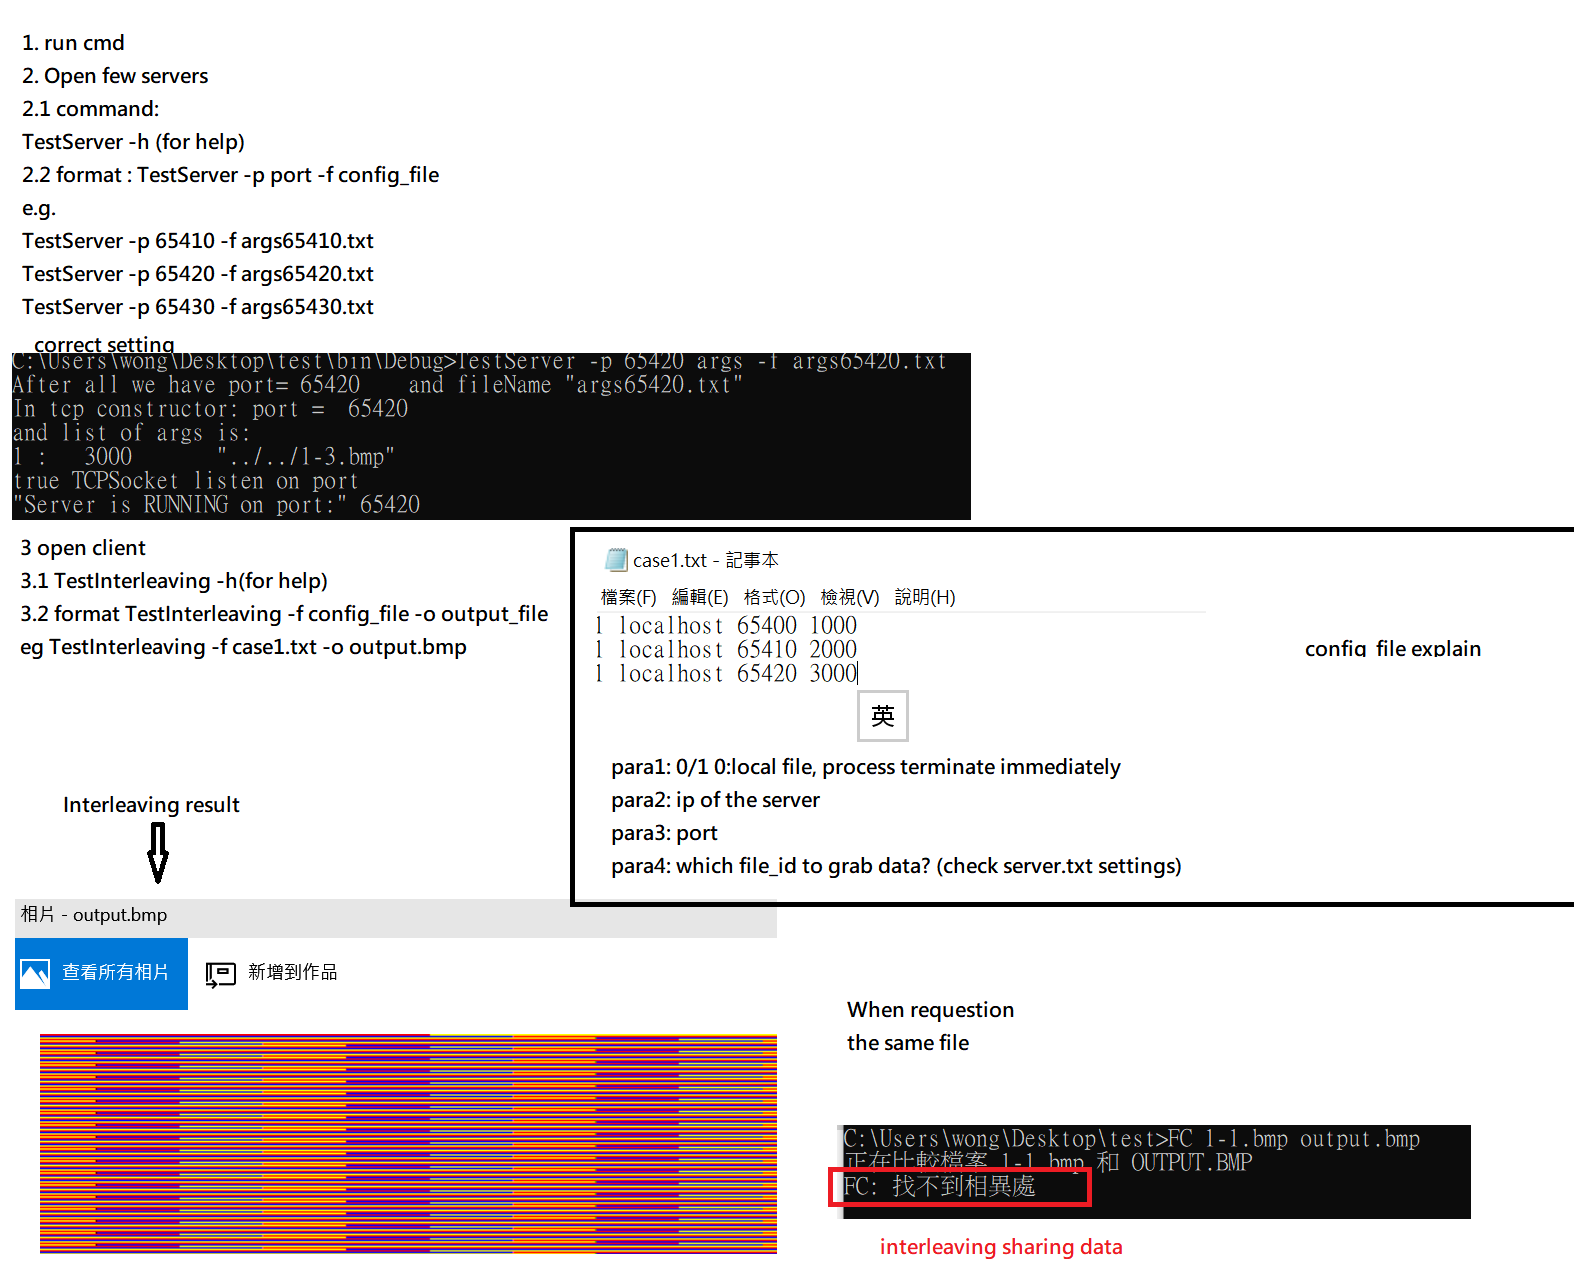 1. run cmd
2. Open few servers
2.1 command:
TestServer -h (for help)
2.2 format : TestServer -p port -f config_file
e.g.
TestServer -p 65410 -f args65410.txt
TestServer -p 65420 -f args65420.txt
TestServer -p 65430 -f args65430.txt
correct setting
C:\Users\wong\Desktop\test\bin\Debug>TestServer -p 65420 args -f args65420.txt
After all we have port= 65420 and fileName "args65420.txt"
In tcp constructor: port = 65420
and list of args is:
1 : 3000 "../../1-3.bmp"
true TCPSocket listen on port
"Server is RUNNING on port:" 65420
3 open client
3.1 TestInterleaving -h(for help)
3.2 format TestInterleaving -f config_file -o output_file
eg TestInterleaving -f case1.txt -o output.bmp
case1.txt - 記事本
檔案(F) 編輯(E) 格式(O) 檢視(V) 說明(H)
1 localhost 65400 1000
1 localhost 65410 2000
1 localhost 65420 3000
英
config_file explain
para1: 0/1 0:local file, process terminate immediately
para2: ip of the server
para3: port
para4: which file_id to grab data? (check server.txt settings)
Interleaving result
相片 - output.bmp
查看所有相片
新增到作品
When requestion
the same file
C:\Users\wong\Desktop\test>FC 1-1.bmp output.bmp
正在比較檔案 1-1.bmp 和 OUTPUT.BMP
FC: 找不到相異處
interleaving sharing data